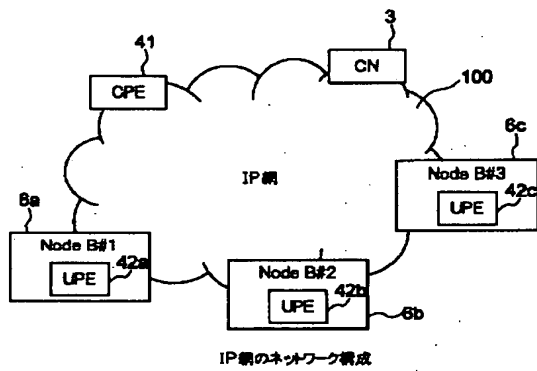 3
41
CN
CPE
100
6c
IP網
Node B#3
UPE
42c
6a
Node B#1
UPE
42a
Node B#2
UPE
42b
6b
IP網のネットワーク構成